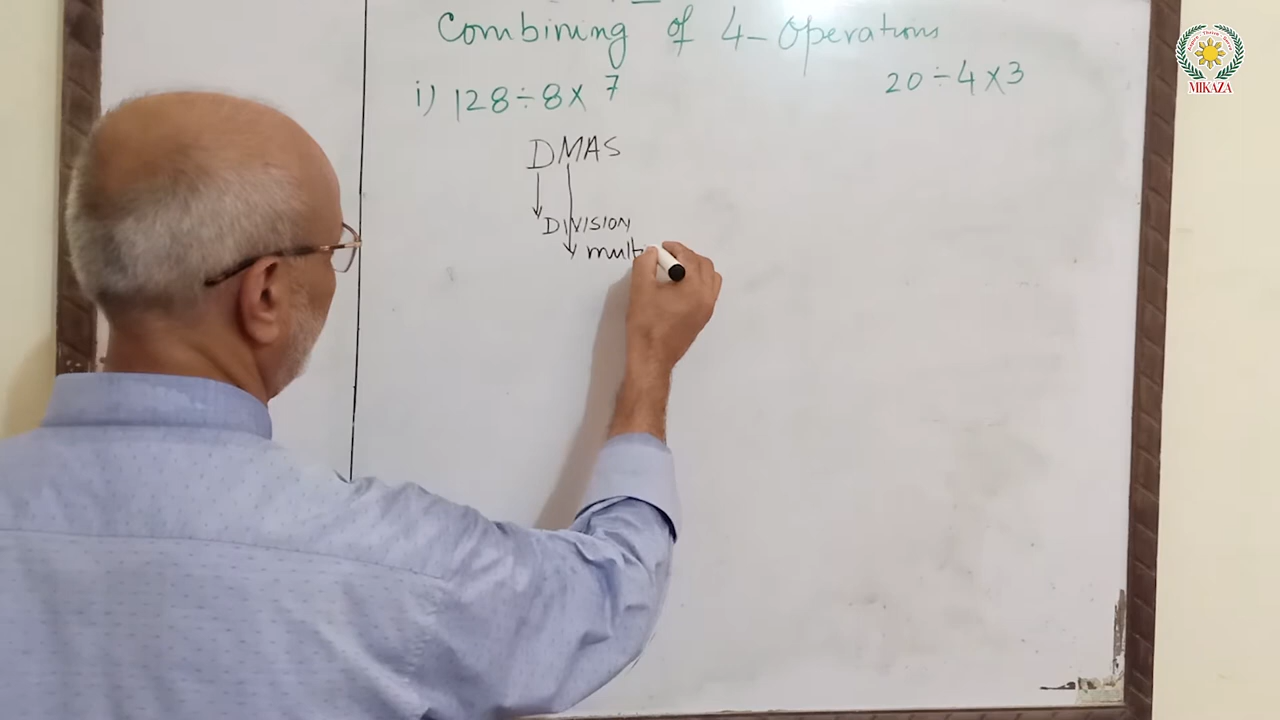 Combining of 4- Operations
i) 128÷8× 7
20÷4×3
DMAS
DIVISION
mult
MIKAZA